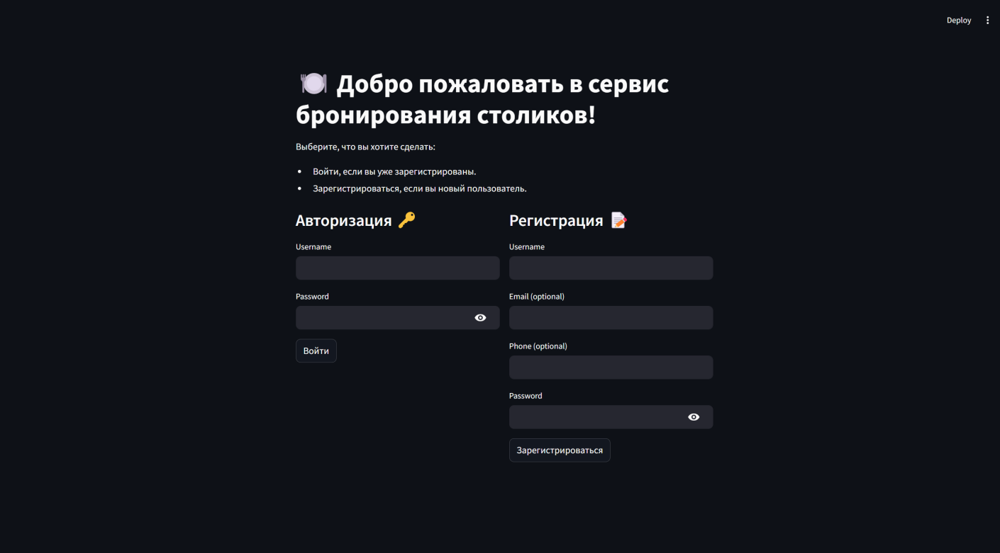 Deploy
Добро пожаловать в сервис
бронирования столиков!
Выберите, что вы хотите сделать:
• Войти, если вы уже зарегистрированы.
• Зарегистрироваться, если вы новый пользователь.
Авторизация
Username
Password
Войти
Регистрация
Username
Email (optional)
Phone (optional)
Password
Зарегистрироваться